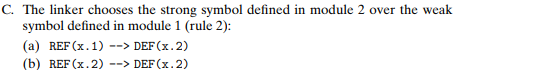 C. The linker chooses the strong symbol defined in module 2 over the weak
symbol defined in module 1 (rule 2):
(a) REF(x.1) --> DEF(x.2)
(b) REF(x.2) --> DEF(x.2)